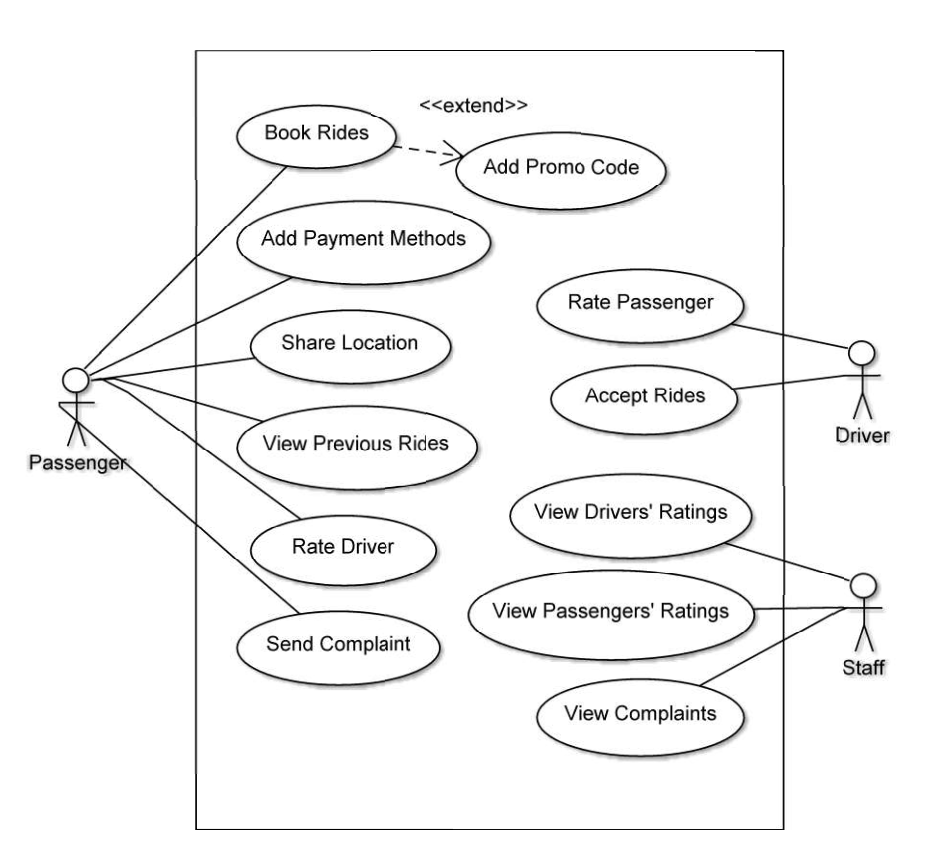 <<extend>>
Book Rides
Add Promo Code
Add Payment Methods
Rate Passenger
Share Location
Accept Rides
Driver
View Previous Rides
Passenger
View Drivers' Ratings
Rate Driver
View Passengers' Ratings
Send Complaint
Staff
View Complaints